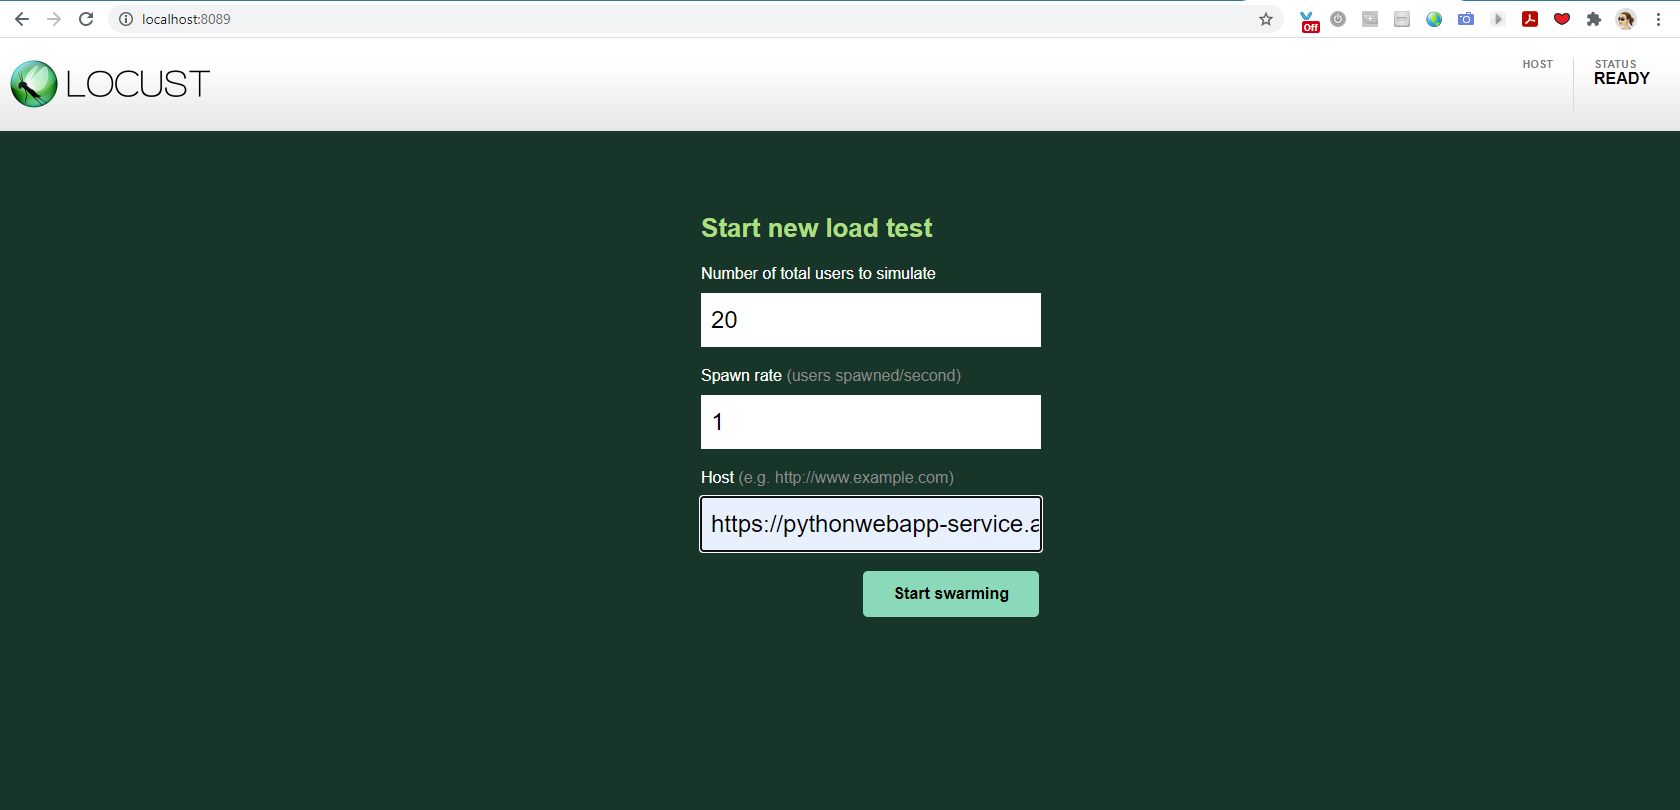 localhost:8089
Off
LOCUST
HOST
STATUS
READY
Start new load test
Number of total users to simulate
20
Spawn rate (users spawned/second)
1
Host (e.g. http://www.example.com)
https://pythonwebapp-service.a
Start swarming